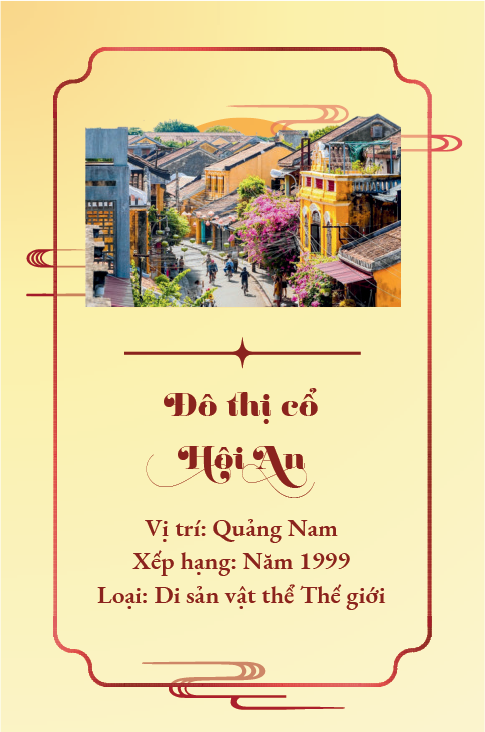 Đô thị cổ
Hội An
Vị trí: Quảng Nam
Xếp hạng: Năm 1999
Loại: Di sản vật thể Thế giới